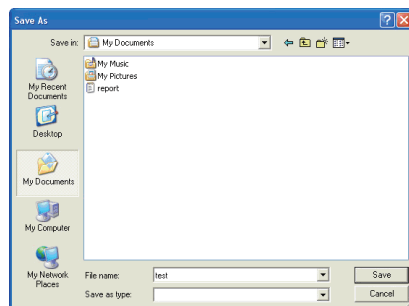 Save As
Save in:
My Documents
My Recent
Documents
Desktop
My Documents
My Computer
My Network
Places
My Music
My Pictures
report
File name:
test
Save
Save as type:
Cancel